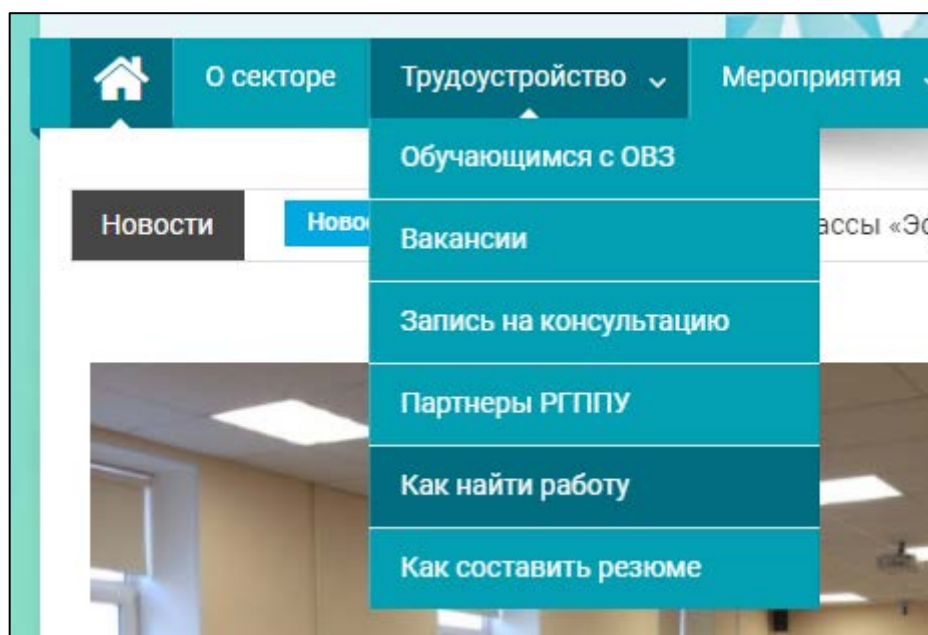 О секторе
Трудоустройство
Мероприятия
Обучающимся с ОВЗ
Новости
Вакансии
Запись на консультацию
Партнеры РГППУ
Как найти работу
Как составить резюме